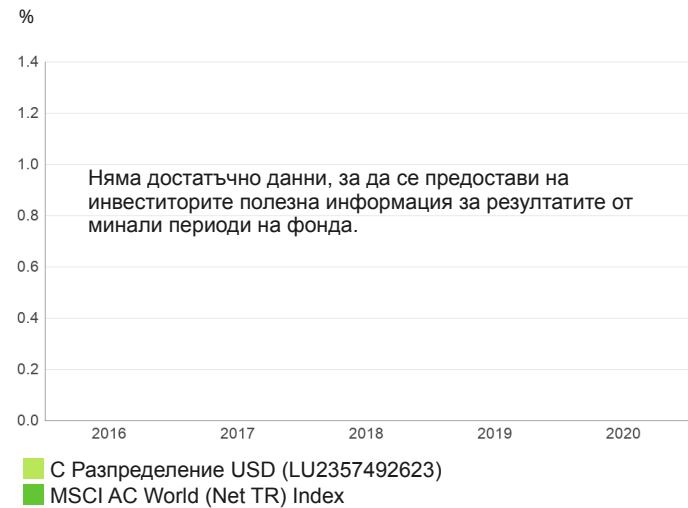 %
1.4
1.2
1.0
Няма достатъчно данни, за да се предостави на
инвеститорите полезна информация за резултатите от
минали периоди на фонда.
0.8
0.6
0.4
0.2
0.0
2016 2017 2018 2019 2020
C Разпределение USD (LU2357492623)
MSCI AC World (Net TR) Index